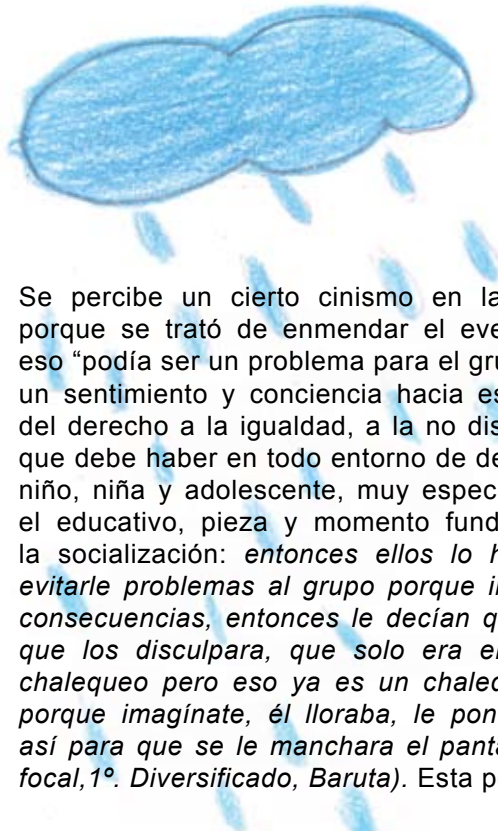 Se percibe un cierto cinismo en la
porque se trató de enmendar el eve
eso “podía ser un problema para el gru
un sentimiento y conciencia hacia es
del derecho a la igualdad, a la no dis
que debe haber en todo entorno de de
niño, niña y adolescente, muy espec
el educativo, pieza y momento fund
la socialización: entonces ellos lo h
evitarle problemas al grupo porque i
consecuencias, entonces le decían q
que los disculpara, que solo era el
chalequeo pero eso ya es un chalec
porque imagínate, él lloraba, le pon
así para que se le manchara el panta
focal,1º. Diversificado, Baruta). Esta p